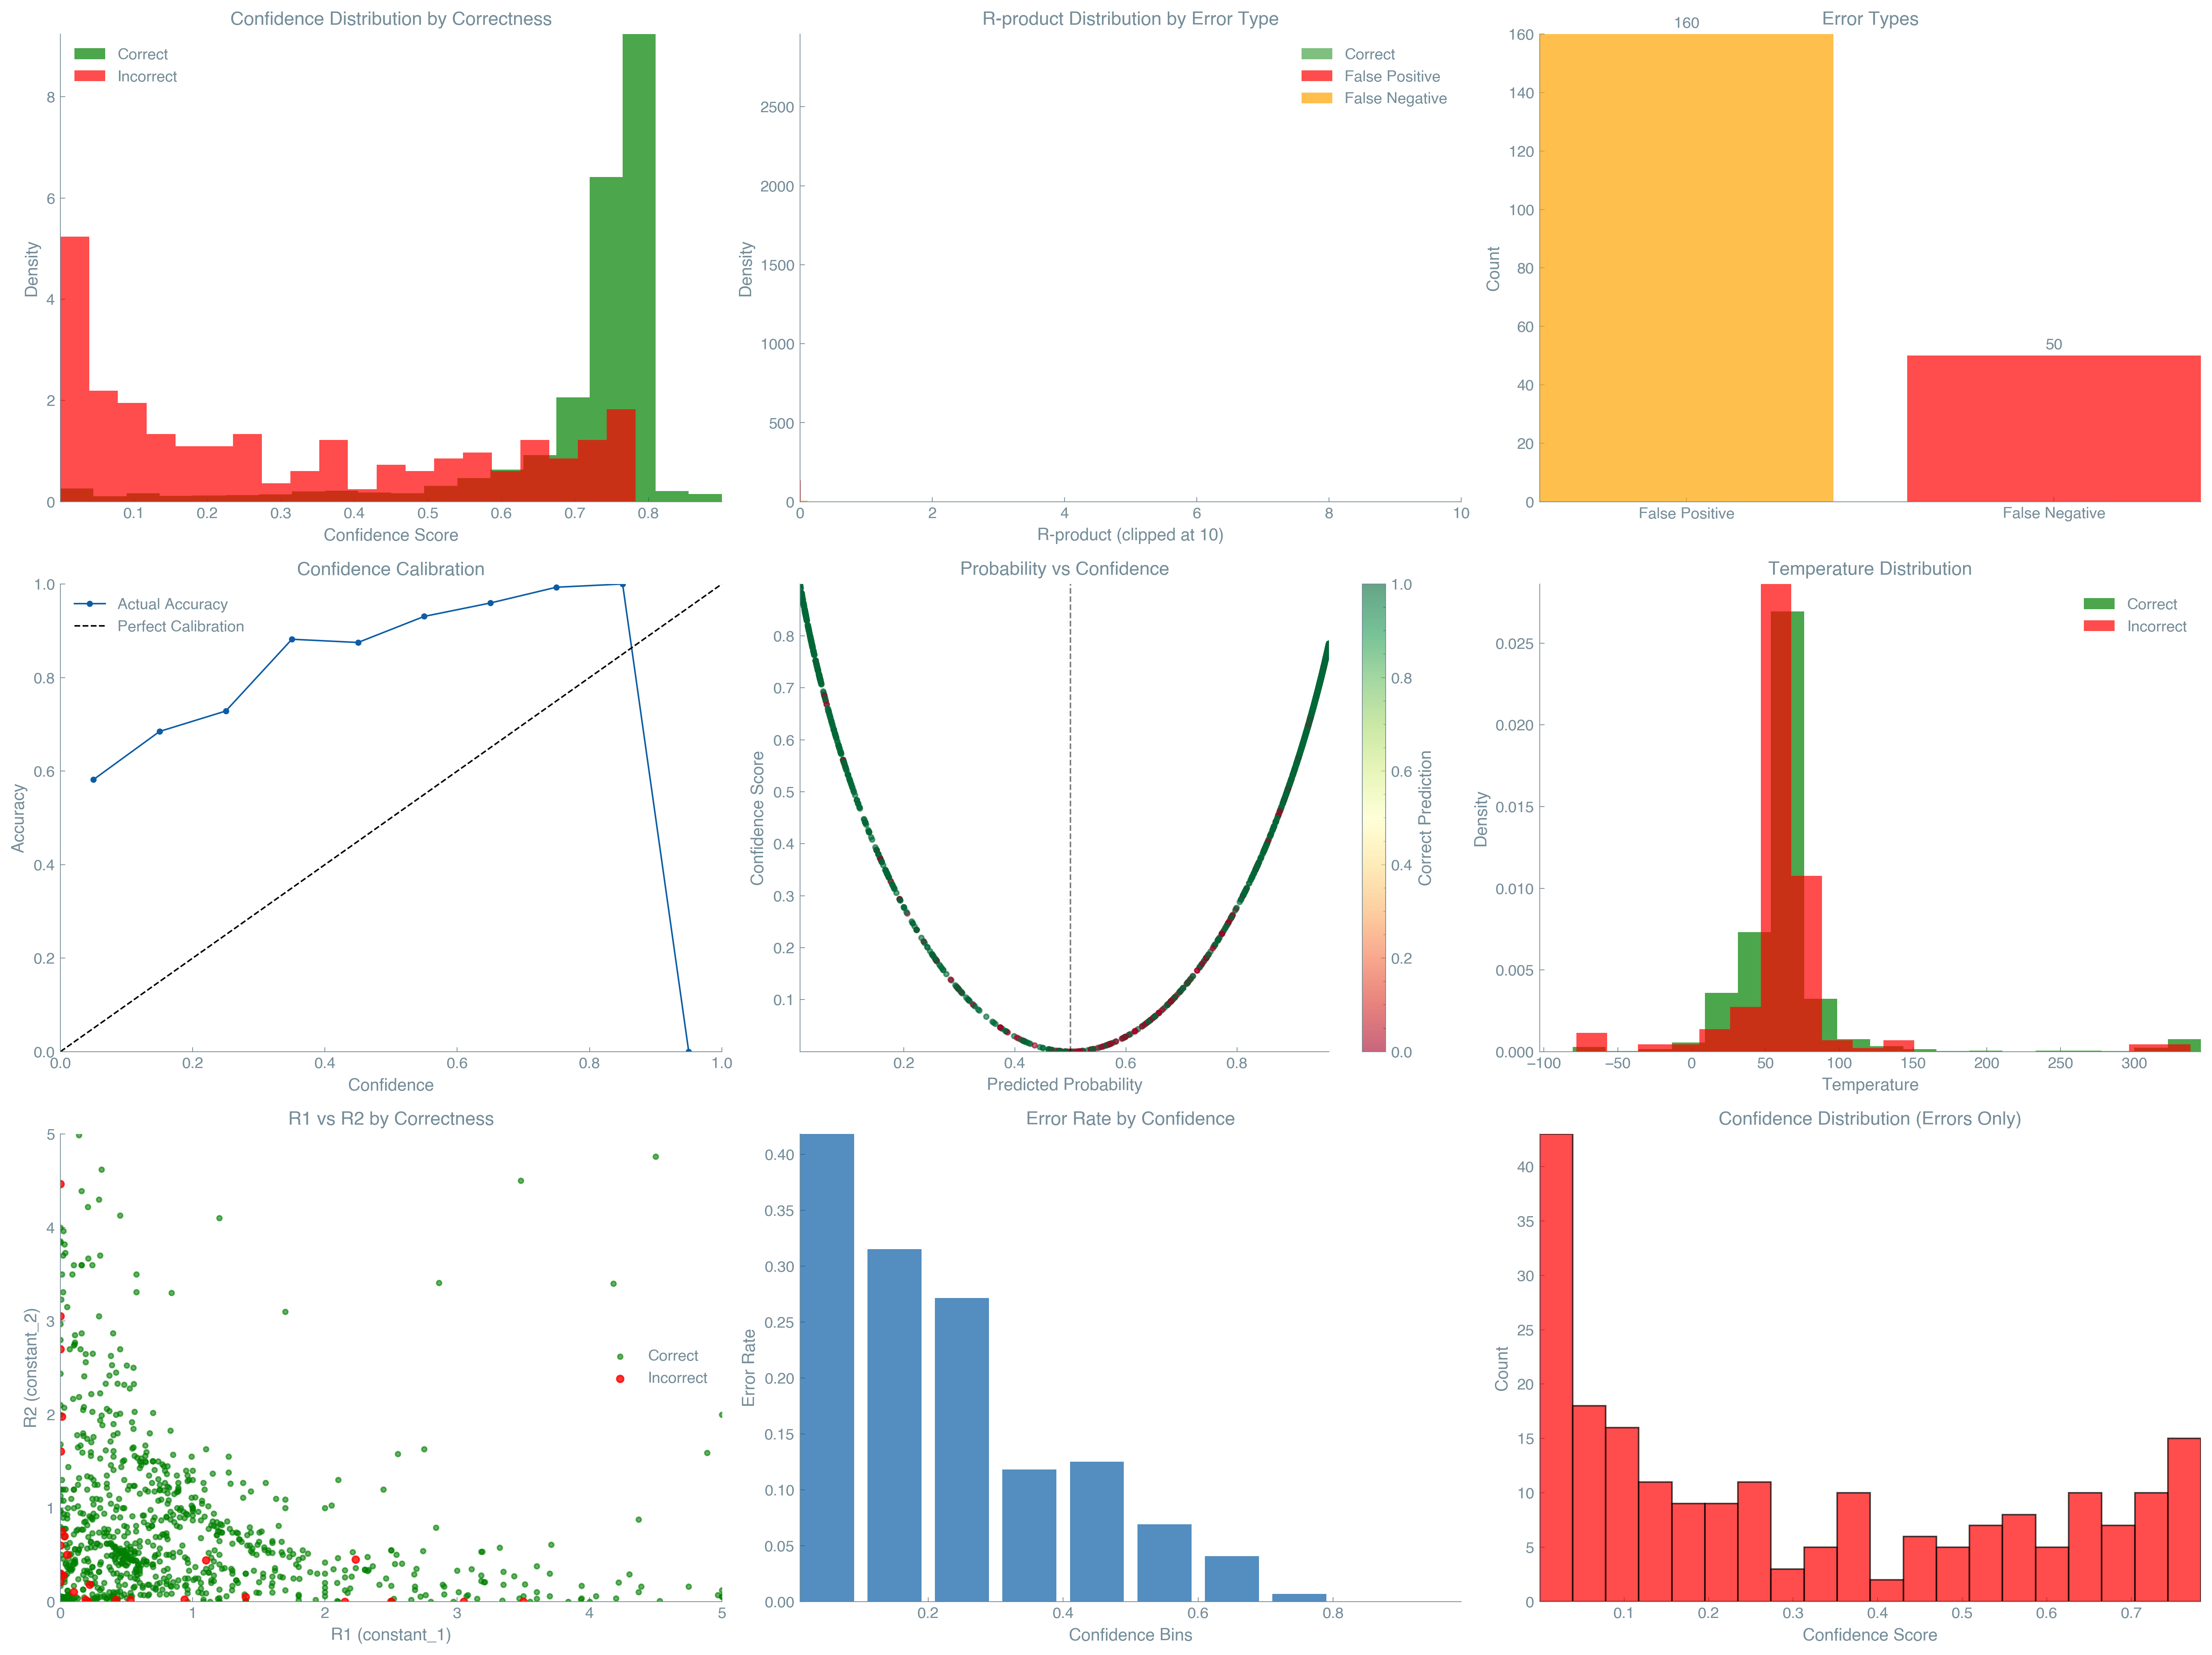 Confidence Distribution by Correctness
Correct
Incorrect
8
6
4
2
0
Density
0.1 0.2 0.3 0.4 0.5 0.6 0.7 0.8
Confidence Score
R-product Distribution by Error Type
Correct
False Positive
False Negative
2500
2000
1500
1000
500
0
Density
0 2 4 6 8 10
R-product (clipped at 10)
Error Types
160
50
160
140
120
100
80
60
40
20
0
Count
False Positive False Negative
Confidence Calibration
Actual Accuracy
Perfect Calibration
1.0
0.8
0.6
0.4
0.2
0.0
Accuracy
0.0 0.2 0.4 0.6 0.8 1.0
Confidence
Probability vs Confidence
0.8
0.7
0.6
0.5
0.4
0.3
0.2
0.1
Confidence Score
0.2 0.4 0.6 0.8
Predicted Probability
1.0
0.8
0.6
0.4
0.2
0.0
Correct Prediction
Temperature Distribution
Correct
Incorrect
0.025
0.020
0.015
0.010
0.005
0.000
Density
−100 −50 0 50 100 150 200 250 300
Temperature
R1 vs R2 by Correctness
5
4
3
2
1
0
R2 (constant_2)
Correct
Incorrect
0 1 2 3 4 5
R1 (constant_1)
Error Rate by Confidence
0.40
0.35
0.30
0.25
0.20
0.15
0.10
0.05
0.00
Error Rate
0.2 0.4 0.6 0.8
Confidence Bins
Confidence Distribution (Errors Only)
40
35
30
25
20
15
10
5
0
Count
0.1 0.2 0.3 0.4 0.5 0.6 0.7
Confidence Score